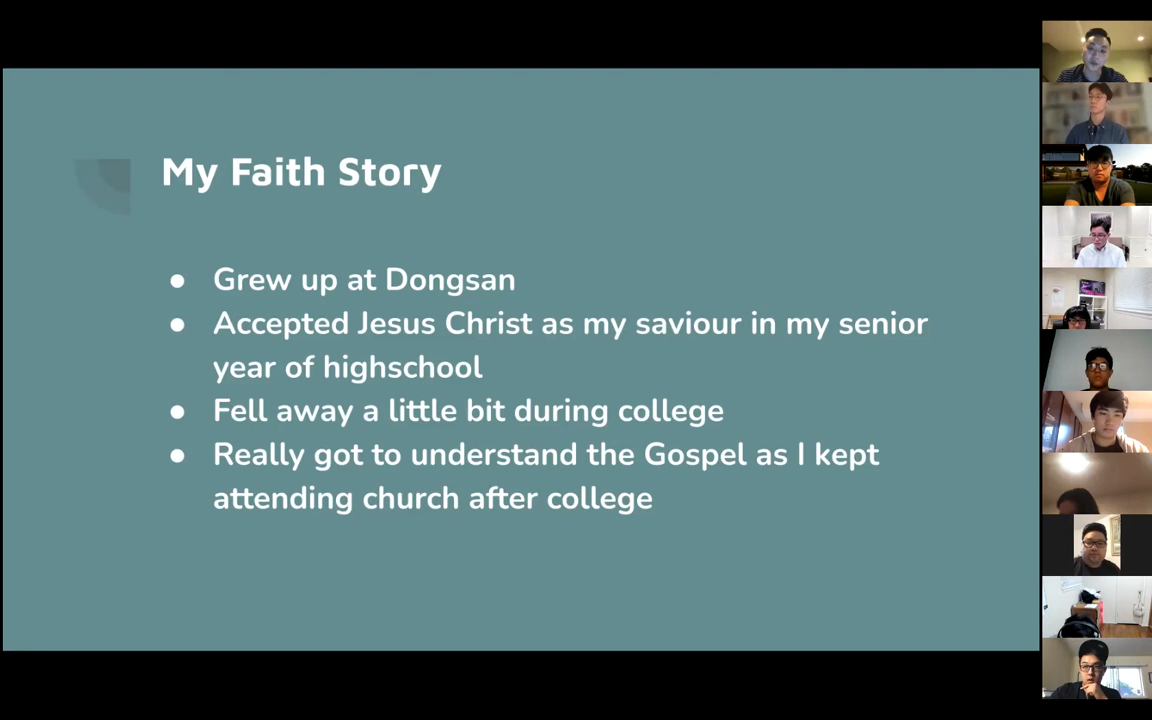 My Faith Story
● Grew up at Dongsan
● Accepted Jesus Christ as my saviour in my senior
year of highschool
● Fell away a little bit during college
● Really got to understand the Gospel as I kept
attending church after college